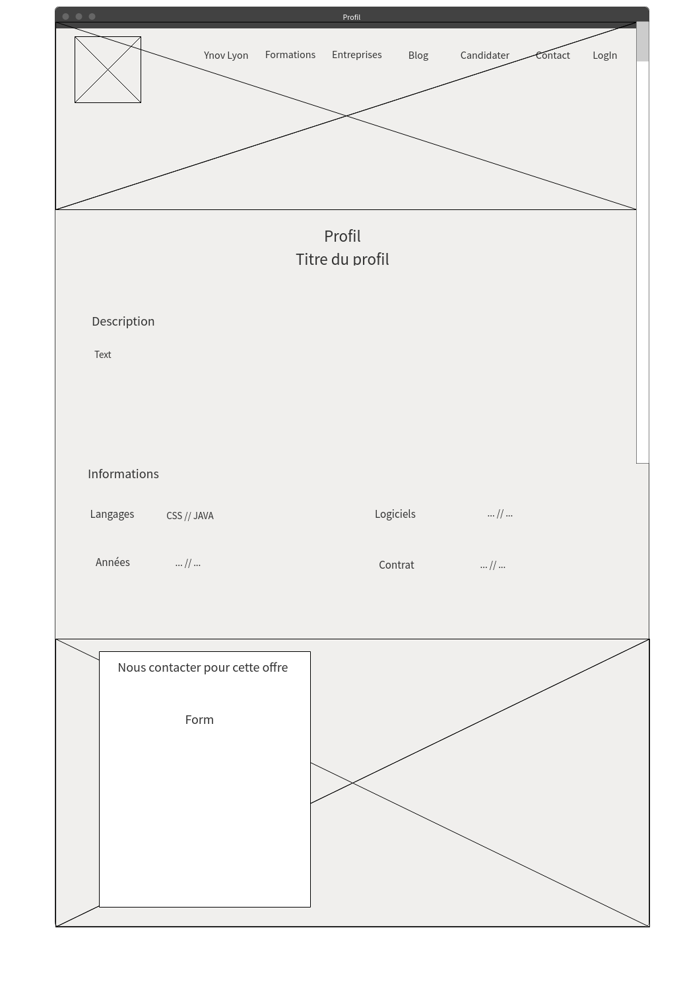 Profil
Ynov Lyon Formations Entreprises Blog Candidater Contact LogIn
Profil
Titre du profil
Description
Text
Informations
Langages CSS // JAVA Logiciels ... // ...
Années ... // ... Contrat ... // ...
Nous contacter pour cette offre
Form